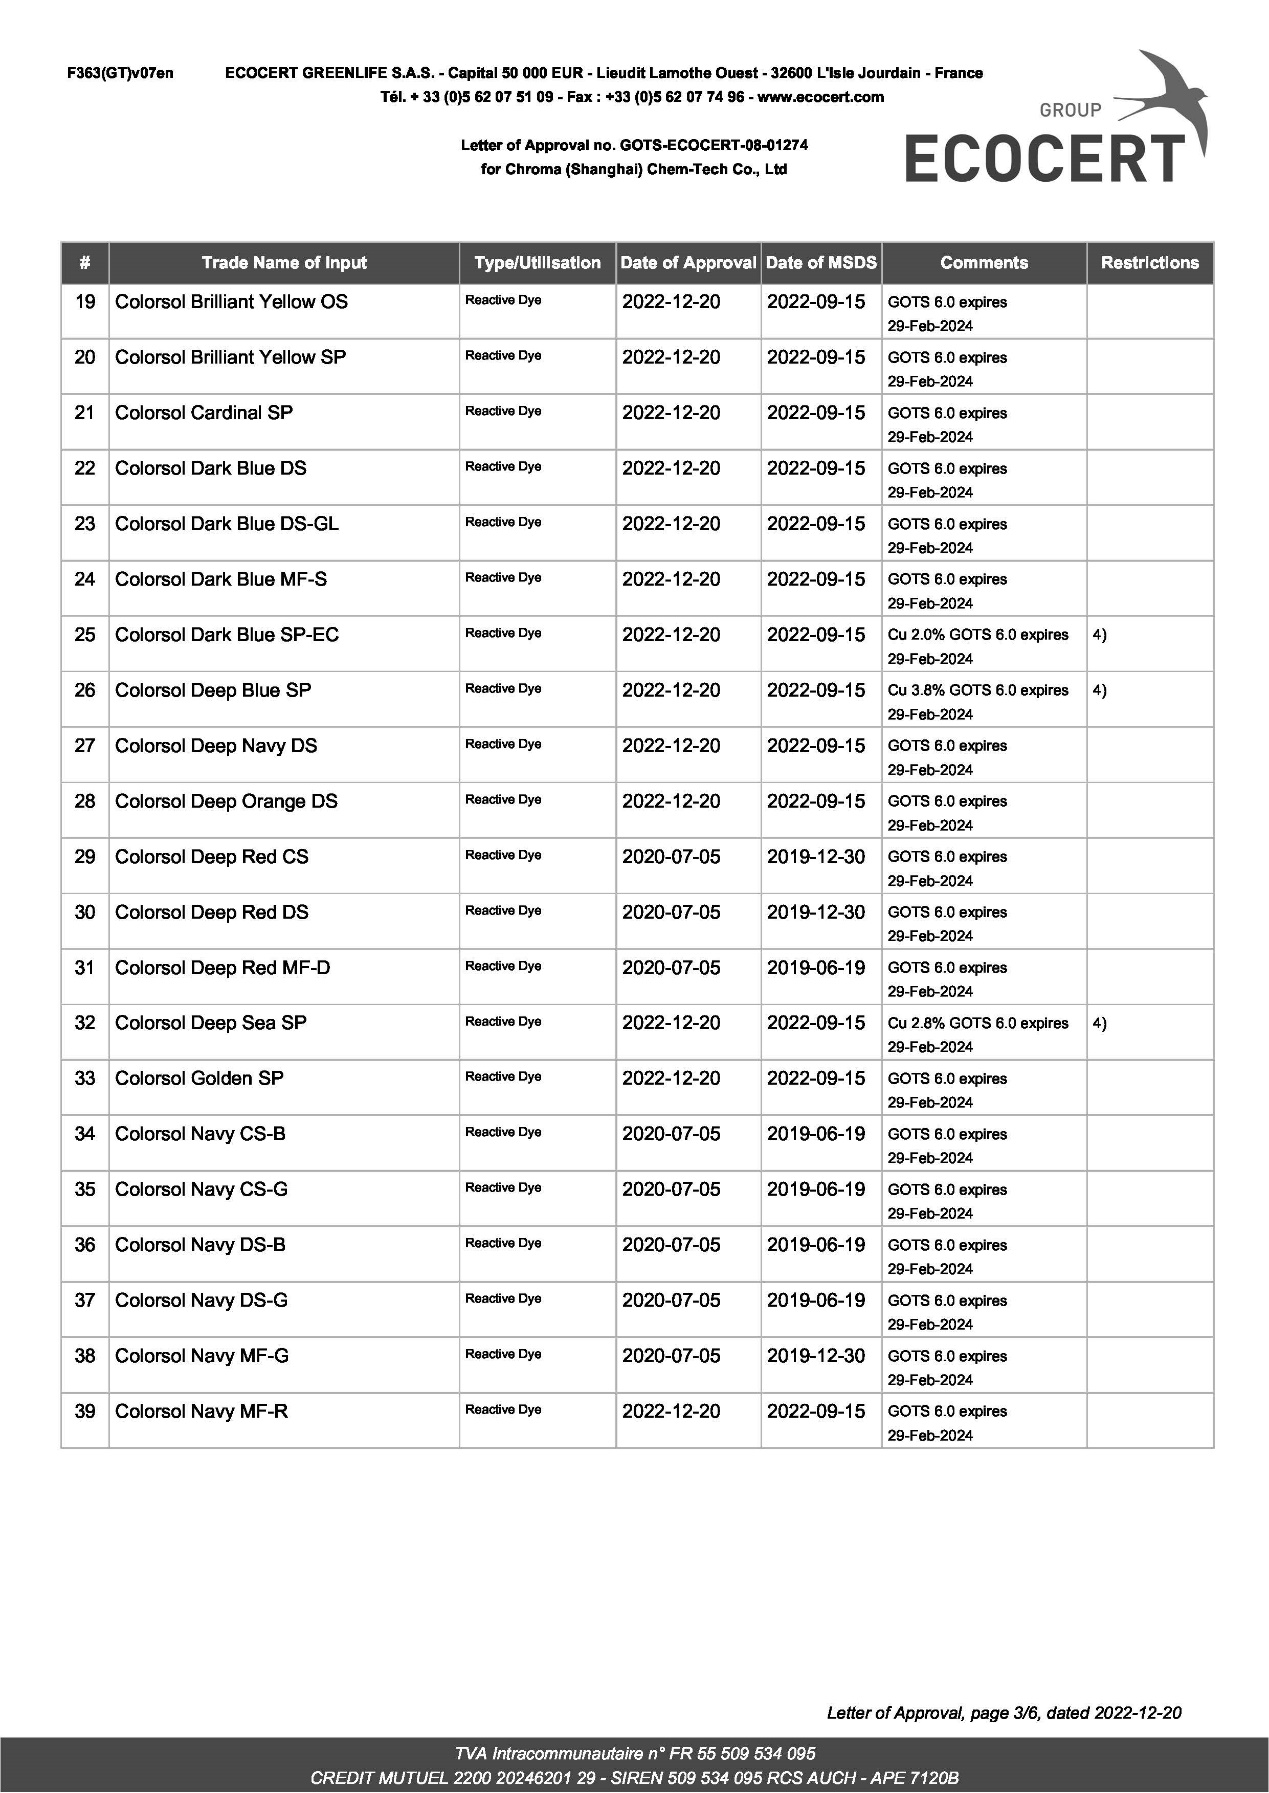 F363(GT)v07en ECOCERT GREENLIFE S.A.S. - Capital 50 000 EUR - Lieudit Lamothe Ouest - 32600 L'Isle Jourdain - France
Tél. + 33 (0)5 62 07 51 09 - Fax : +33 (0)5 62 07 74 96 - www.ecocert.com
GROUP
ECOCERT
Letter of Approval no. GOTS-ECOCERT-08-01274
for Chroma (Shanghai) Chem-Tech Co., Ltd
# Trade Name of Input Type/Utilisation Date of Approval Date of MSDS Comments Restrictions
19 Colorsol Brilliant Yellow OS Reactive Dye 2022-12-20 2022-09-15 GOTS 6.0 expires
29-Feb-2024
20 Colorsol Brilliant Yellow SP Reactive Dye 2022-12-20 2022-09-15 GOTS 6.0 expires
29-Feb-2024
21 Colorsol Cardinal SP Reactive Dye 2022-12-20 2022-09-15 GOTS 6.0 expires
29-Feb-2024
22 Colorsol Dark Blue DS Reactive Dye 2022-12-20 2022-09-15 GOTS 6.0 expires
29-Feb-2024
23 Colorsol Dark Blue DS-GL Reactive Dye 2022-12-20 2022-09-15 GOTS 6.0 expires
29-Feb-2024
24 Colorsol Dark Blue MF-S Reactive Dye 2022-12-20 2022-09-15 GOTS 6.0 expires
29-Feb-2024
25 Colorsol Dark Blue SP-EC Reactive Dye 2022-12-20 2022-09-15 Cu 2.0% GOTS 6.0 expires 4)
29-Feb-2024
26 Colorsol Deep Blue SP Reactive Dye 2022-12-20 2022-09-15 Cu 3.8% GOTS 6.0 expires 4)
29-Feb-2024
27 Colorsol Deep Navy DS Reactive Dye 2022-12-20 2022-09-15 GOTS 6.0 expires
29-Feb-2024
28 Colorsol Deep Orange DS Reactive Dye 2022-12-20 2022-09-15 GOTS 6.0 expires
29-Feb-2024
29 Colorsol Deep Red CS Reactive Dye 2020-07-05 2019-12-30 GOTS 6.0 expires
29-Feb-2024
30 Colorsol Deep Red DS Reactive Dye 2020-07-05 2019-12-30 GOTS 6.0 expires
29-Feb-2024
31 Colorsol Deep Red MF-D Reactive Dye 2020-07-05 2019-06-19 GOTS 6.0 expires
29-Feb-2024
32 Colorsol Deep Sea SP Reactive Dye 2022-12-20 2022-09-15 Cu 2.8% GOTS 6.0 expires 4)
29-Feb-2024
33 Colorsol Golden SP Reactive Dye 2022-12-20 2022-09-15 GOTS 6.0 expires
29-Feb-2024
34 Colorsol Navy CS-B Reactive Dye 2020-07-05 2019-06-19 GOTS 6.0 expires
29-Feb-2024
35 Colorsol Navy CS-G Reactive Dye 2020-07-05 2019-06-19 GOTS 6.0 expires
29-Feb-2024
36 Colorsol Navy DS-B Reactive Dye 2020-07-05 2019-06-19 GOTS 6.0 expires
29-Feb-2024
37 Colorsol Navy DS-G Reactive Dye 2020-07-05 2019-06-19 GOTS 6.0 expires
29-Feb-2024
38 Colorsol Navy MF-G Reactive Dye 2020-07-05 2019-12-30 GOTS 6.0 expires
29-Feb-2024
39 Colorsol Navy MF-R Reactive Dye 2022-12-20 2022-09-15 GOTS 6.0 expires
29-Feb-2024
Letter of Approval, page 3/6, dated 2022-12-20
TVA Intracommunautaire n° FR 55 509 534 095
CREDIT MUTUEL 2200 20246201 29 - SIREN 509 534 095 RCS AUCH - APE 7120B